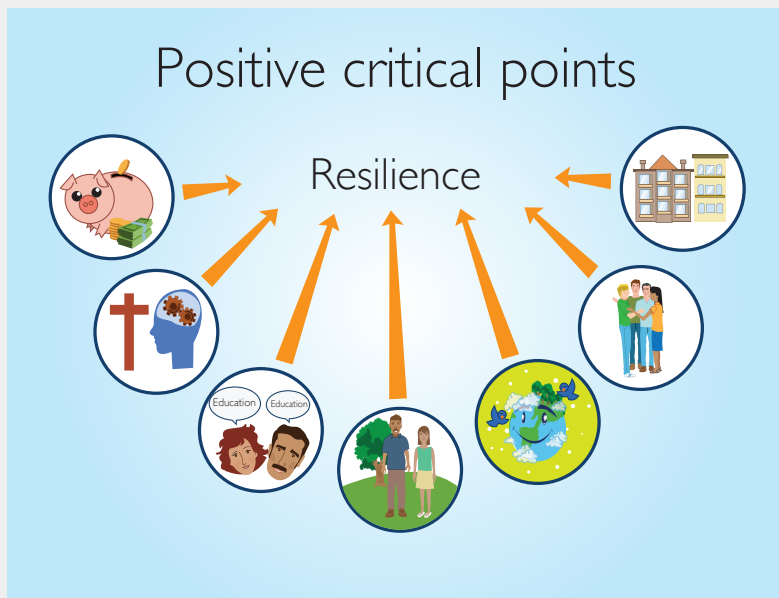 Positive critical points
Resilience
Education
Education